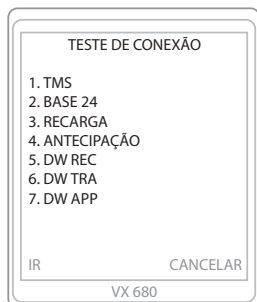 TESTE DE CONEXÃO
1. TMS
2. BASE 24
3. RECARGA
4. ANTECIPAÇÃO
5. DW REC
6. DW TRA
7. DW APP
IR CANCELAR
VX 680